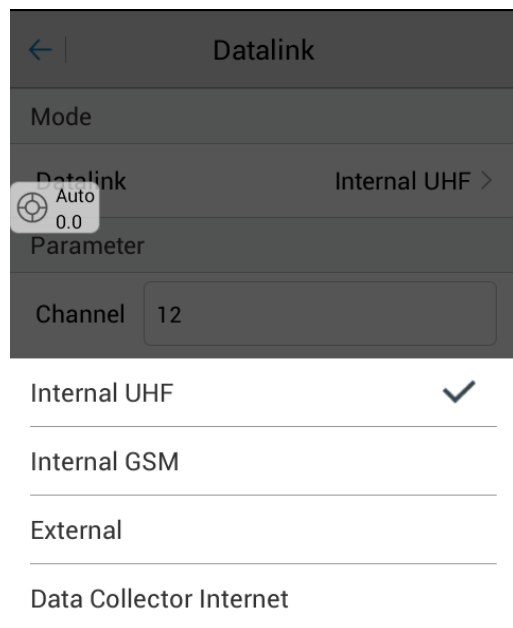 Datalink
Mode
Datalink Internal UHF
Auto
0.0
Parameter
Channel 12
Internal UHF
Internal GSM
External
Data Collector Internet